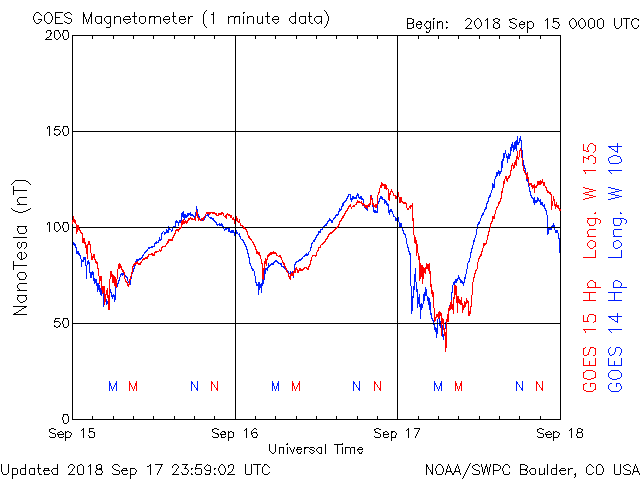 GOES Magnetometer (1 minute data)
Begin: 2018 Sep 15 0000 UTC
200
150
100
50
0
NanoTesla (nT)
M M N N M M N N M M N N
Sep 15 Sep 16 Sep 17 Sep 18
Universal Time
GOES 15 Hp Long. W 135
GOES 14 Hp Long. W 104
Updated 2018 Sep 17 23:59:02 UTC
NOAA/SWPC Boulder, CO USA